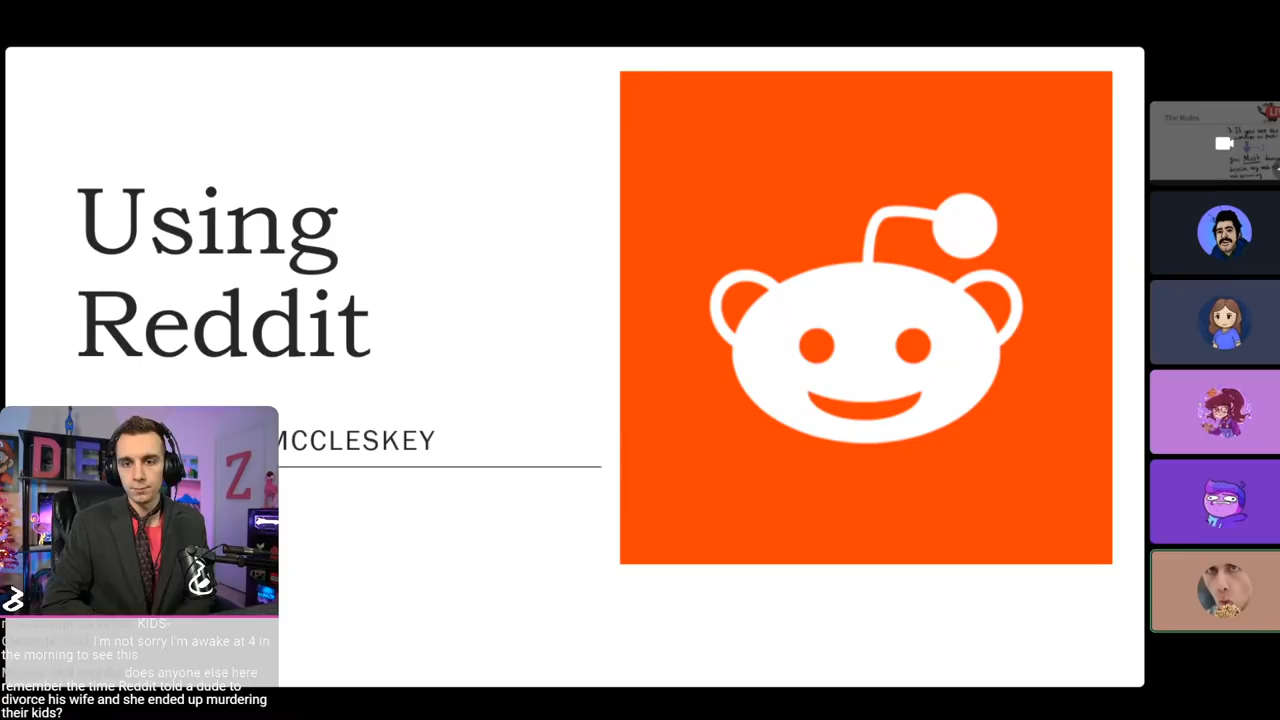 Using
Reddit
MCCLESKEY
The Rules
DE
Z
KIDS-
I'm not sorry I'm awake at 4 in
the morning to see this
does anyone else here
remember the time Reddit told a dude to
divorce his wife and she ended up murdering
their kids?